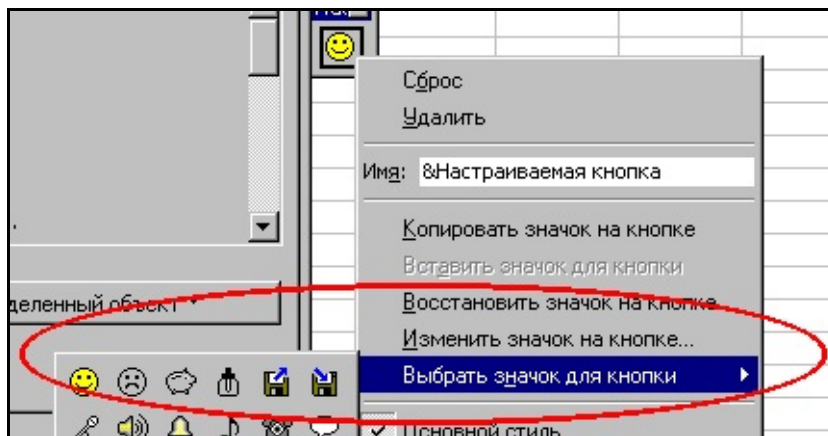 Сброс
Удалить
Имя: &Настраиваемая кнопка
Копировать значок на кнопке
Вставить значок для кнопки
деленный объект
Восстановить значок на кнопке
Изменить значок на кнопке...
Выбрать значок для кнопки
Основной стиль